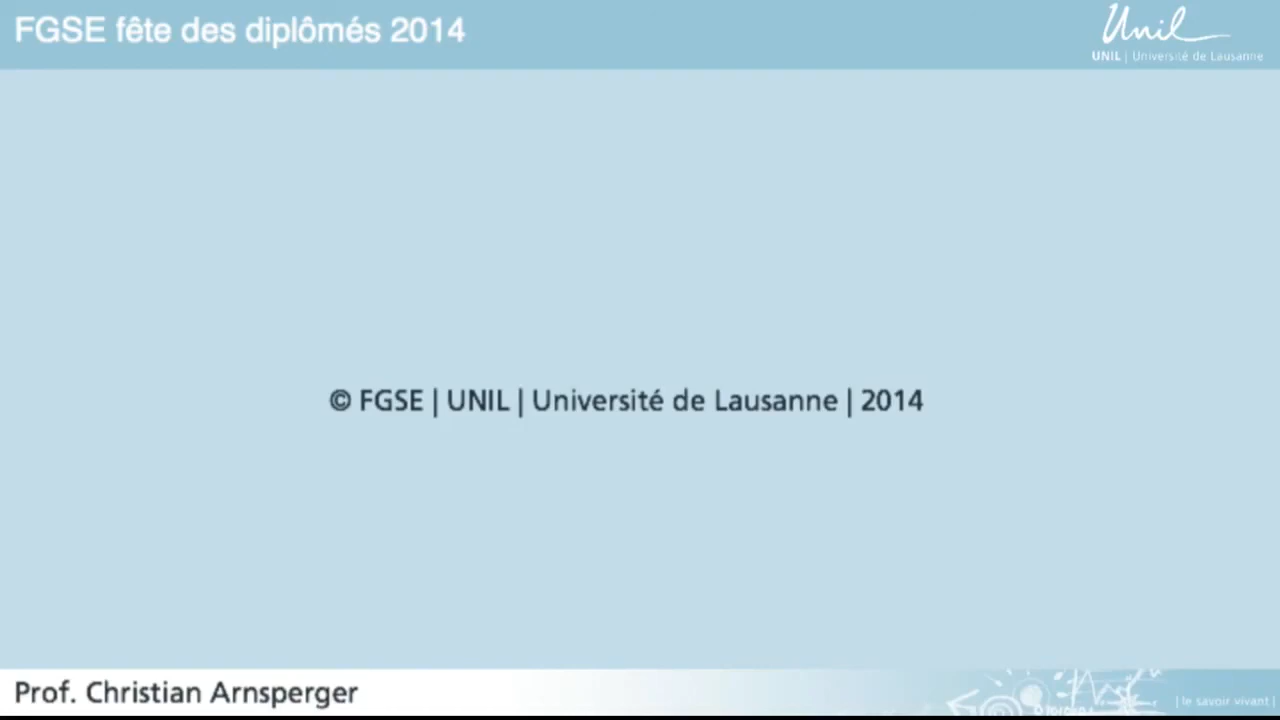 FGSE fête des diplômés 2014
Unil
UNIL | Université de Lausanne
© FGSE | UNIL | Université de Lausanne | 2014
Prof. Christian Arnsperger
| le savoir vivant |